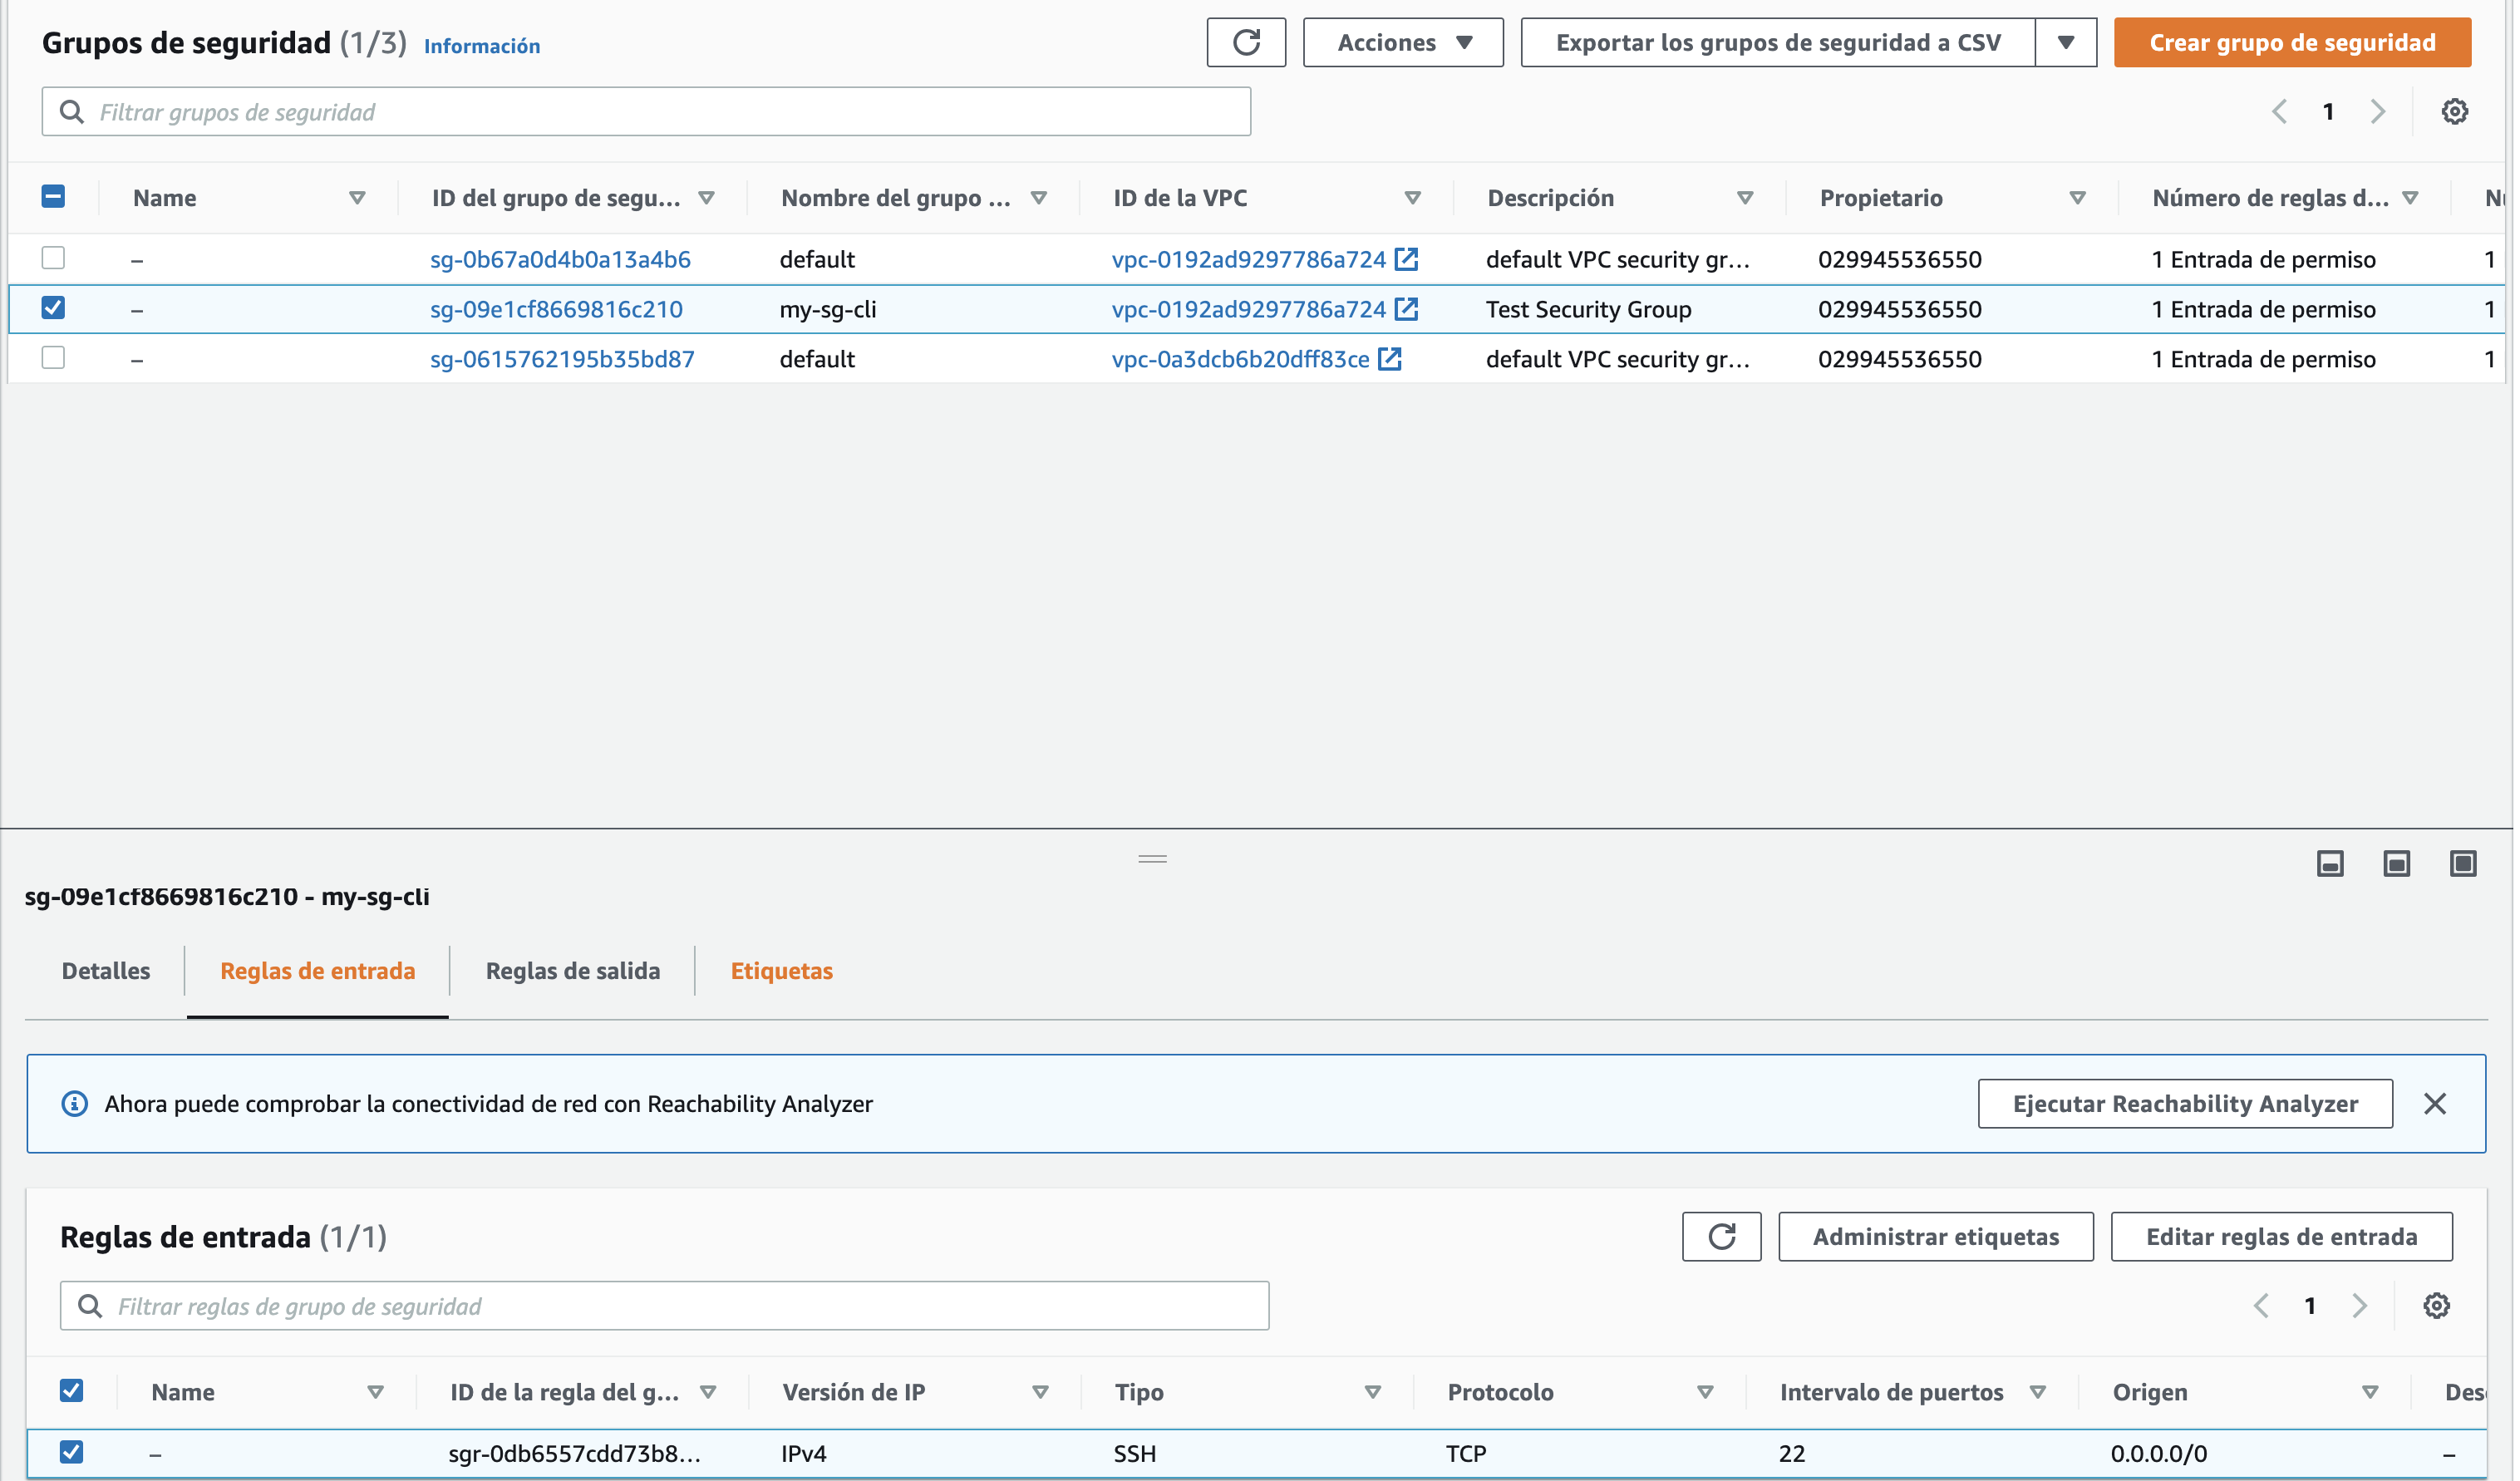 Grupos de seguridad (1/3) Información
Acciones Exportar los grupos de seguridad a CSV Crear grupo de seguridad
Filtrar grupos de seguridad 1
Name ID del grupo de segu... Nombre del grupo ... ID de la VPC Descripción Propietario Número de reglas d...
– sg-0b67a0d4b0a13a4b6 default vpc-0192ad9297786a724 default VPC security gr... 029945536550 1 Entrada de permiso 1
– sg-09e1cf8669816c210 my-sg-cli vpc-0192ad9297786a724 Test Security Group 029945536550 1 Entrada de permiso 1
– sg-0615762195b35bd87 default vpc-0a3dcb6b20dff83ce default VPC security gr... 029945536550 1 Entrada de permiso 1
sg-09e1cf8669816c210 - my-sg-cli
Detalles Reglas de entrada Reglas de salida Etiquetas
Ahora puede comprobar la conectividad de red con Reachability Analyzer Ejecutar Reachability Analyzer
Reglas de entrada (1/1) Administrar etiquetas Editar reglas de entrada
Filtrar reglas de grupo de seguridad 1
Name ID de la regla del g... Versión de IP Tipo Protocolo Intervalo de puertos Origen
– sgr-0db6557cdd73b8... IPv4 SSH TCP 22 0.0.0.0/0 –